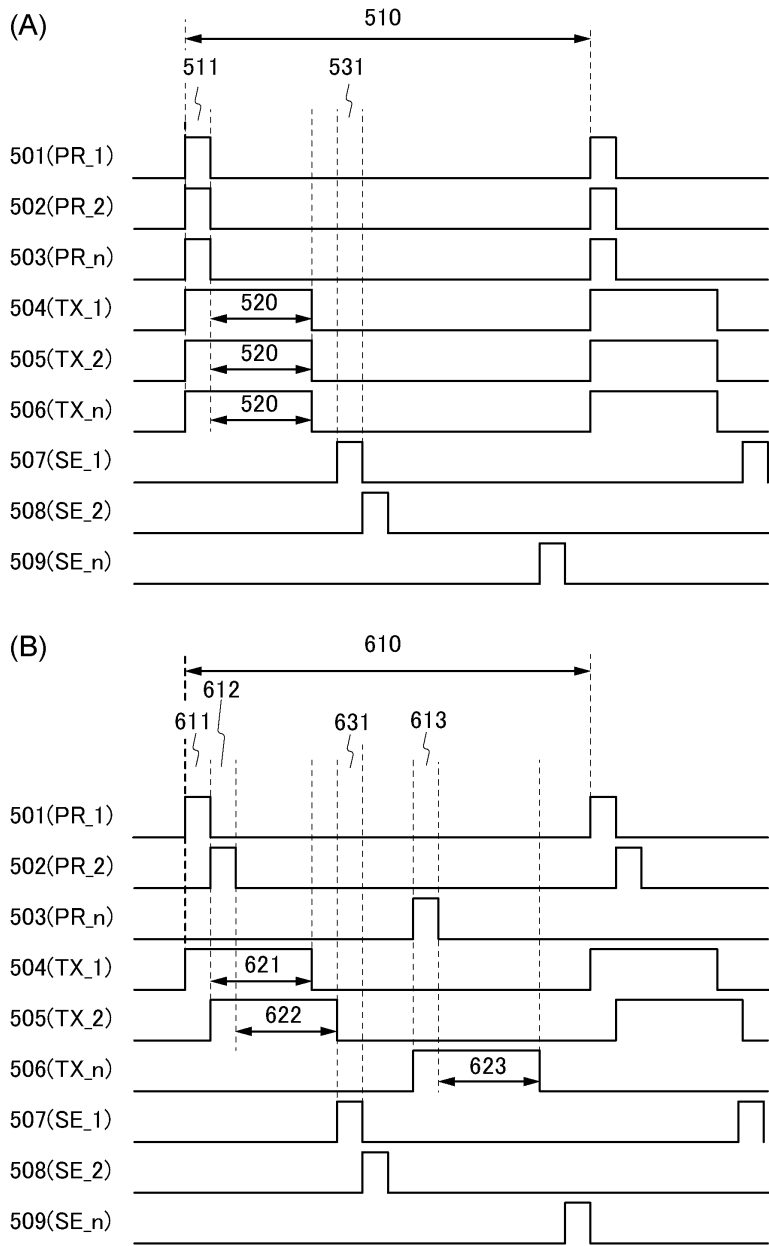 (A)
510
511
531
501(PR_1)
502(PR_2)
503(PR_n)
504(TX_1)
520
505(TX_2)
520
506(TX_n)
520
507(SE_1)
508(SE_2)
509(SE_n)
(B)
610
612
611
631
613
501(PR_1)
502(PR_2)
503(PR_n)
504(TX_1)
621
505(TX_2)
622
506(TX_n)
623
507(SE_1)
508(SE_2)
509(SE_n)